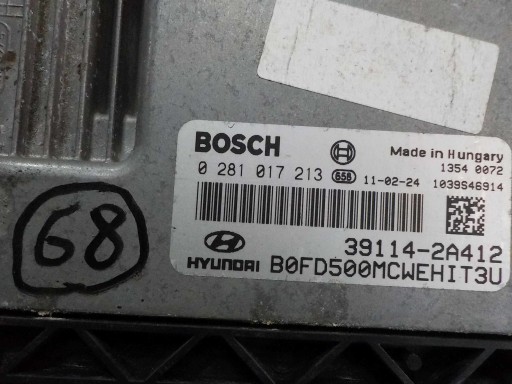 BOSCH
Made in Hungary
1354 0072
0 281 017 213 656 11-02-24 1039S46914
39114-2A412
HYUNDAI B0FD500MCWEHIT3U
68